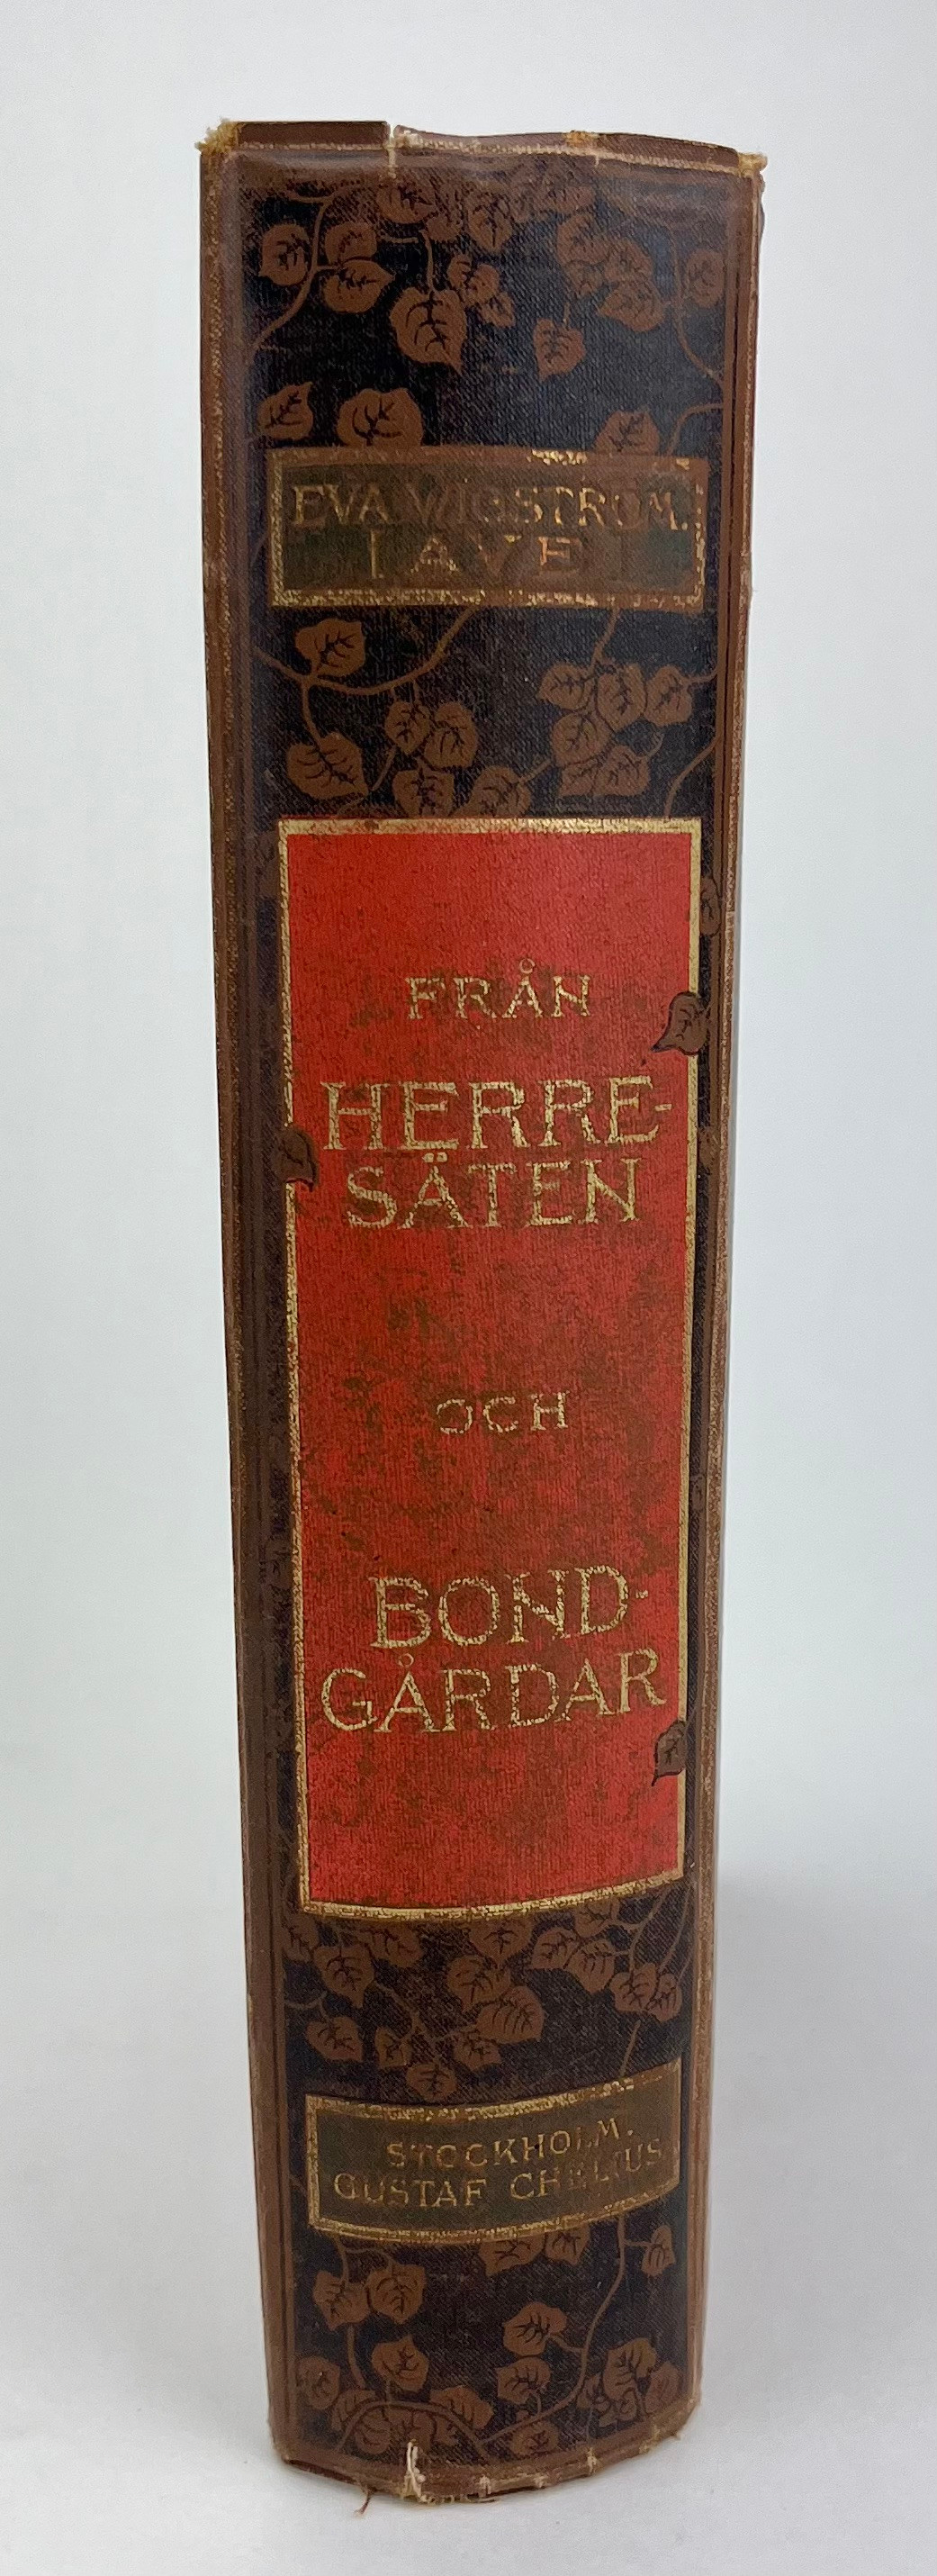 EVA WIGSTRÖM.
(AVE)
FRÅN
HERRE-
SÄTEN
OCH
BOND-
GÅRDAR
STOCKHOLM.
GUSTAF CHELIUS